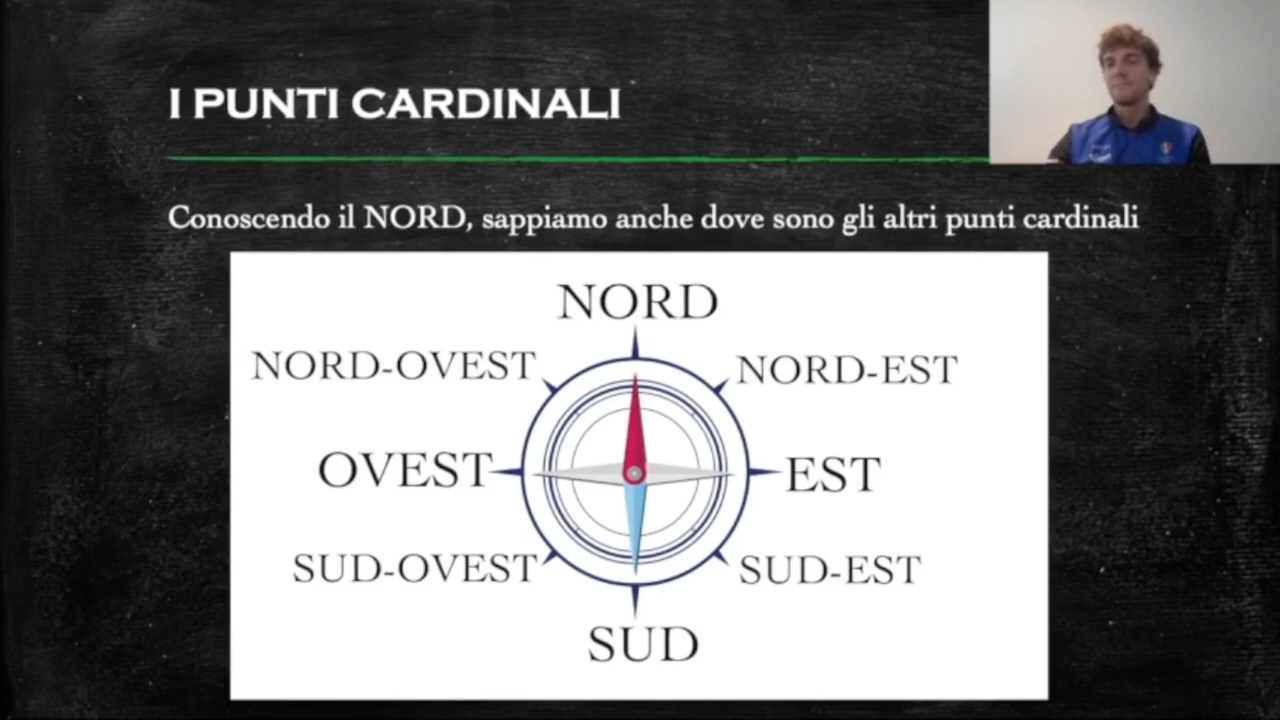 I PUNTI CARDINALI
Conoscendo il NORD, sappiamo anche dove sono gli altri punti cardinali
NORD
NORD-OVEST
NORD-EST
OVEST
EST
SUD-OVEST
SUD-EST
SUD